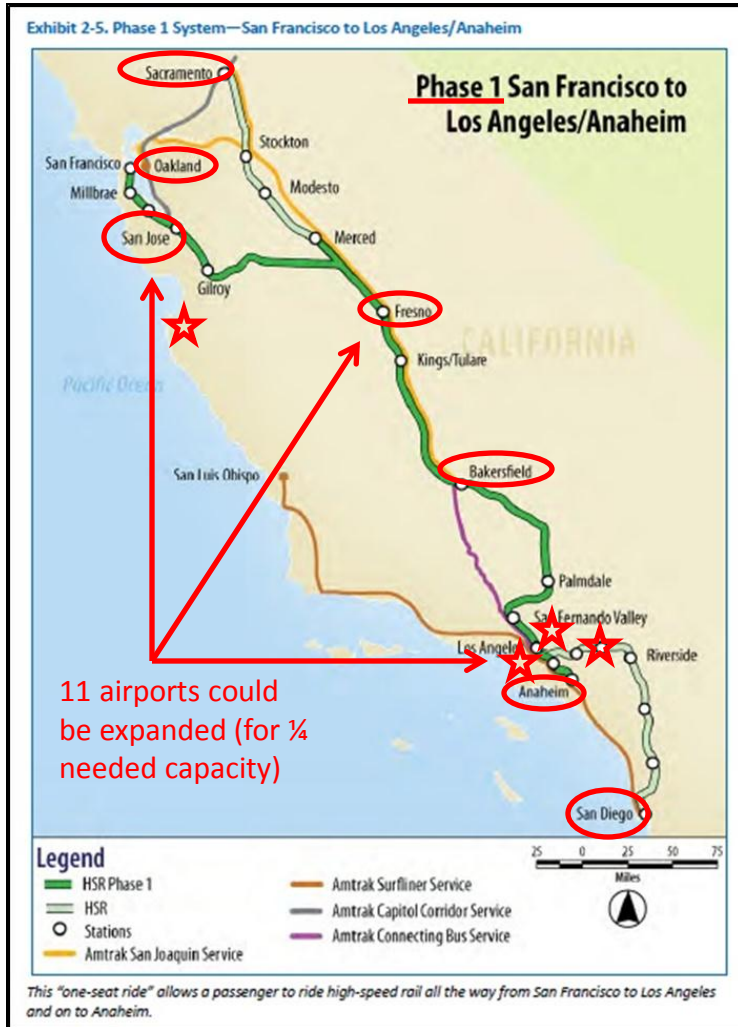 Exhibit 2-5. Phase 1 System—San Francisco to Los Angeles/Anaheim
Phase 1 San Francisco to
Los Angeles/Anaheim
Sacramento
Stockton
San Francisco
Oakland
Modesto
Millbrae
San Jose
Merced
Gilroy
Fresno
CALIFORNIA
Kings/Tulare
Pacific Ocean
San Luis Obispo
Bakersfield
Palmdale
San Fernando Valley
Los Angeles
Riverside
Anaheim
11 airports could
be expanded (for ¼
needed capacity)
San Diego
Legend
HSR Phase 1
HSR
Stations
Amtrak San Joaquin Service
Amtrak Surfliner Service
Amtrak Capitol Corridor Service
Amtrak Connecting Bus Service
25 0 25 50 75
Miles
This "one-seat ride" allows a passenger to ride high-speed rail all the way from San Francisco to Los Angeles
and on to Anaheim.